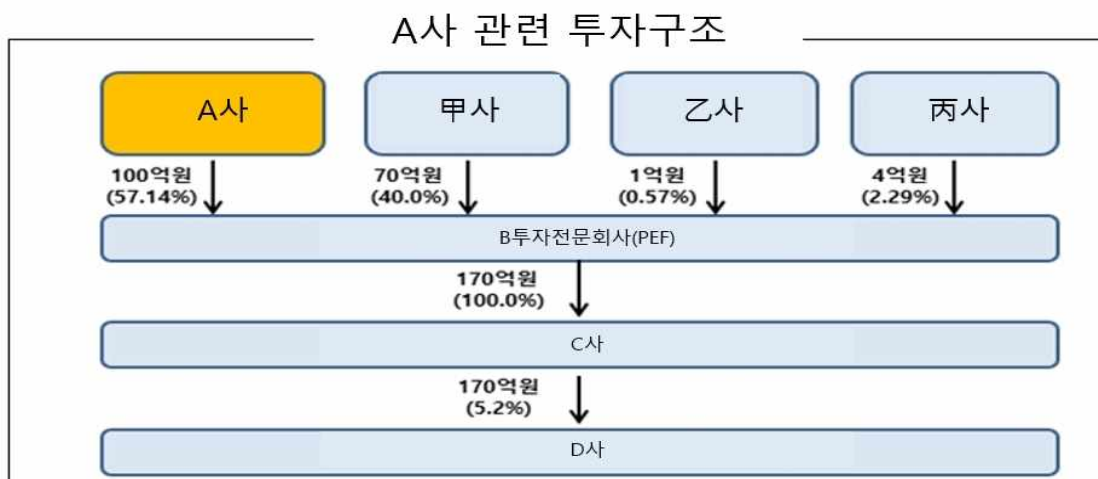 A사 관련 투자구조
A사
甲사
乙사
丙사
100억원
(57.14%)
70억원
(40.0%)
1억원
(0.57%)
4억원
(2.29%)
B투자전문회사(PEF)
170억원
(100.0%)
C사
170억원
(5.2%)
D사